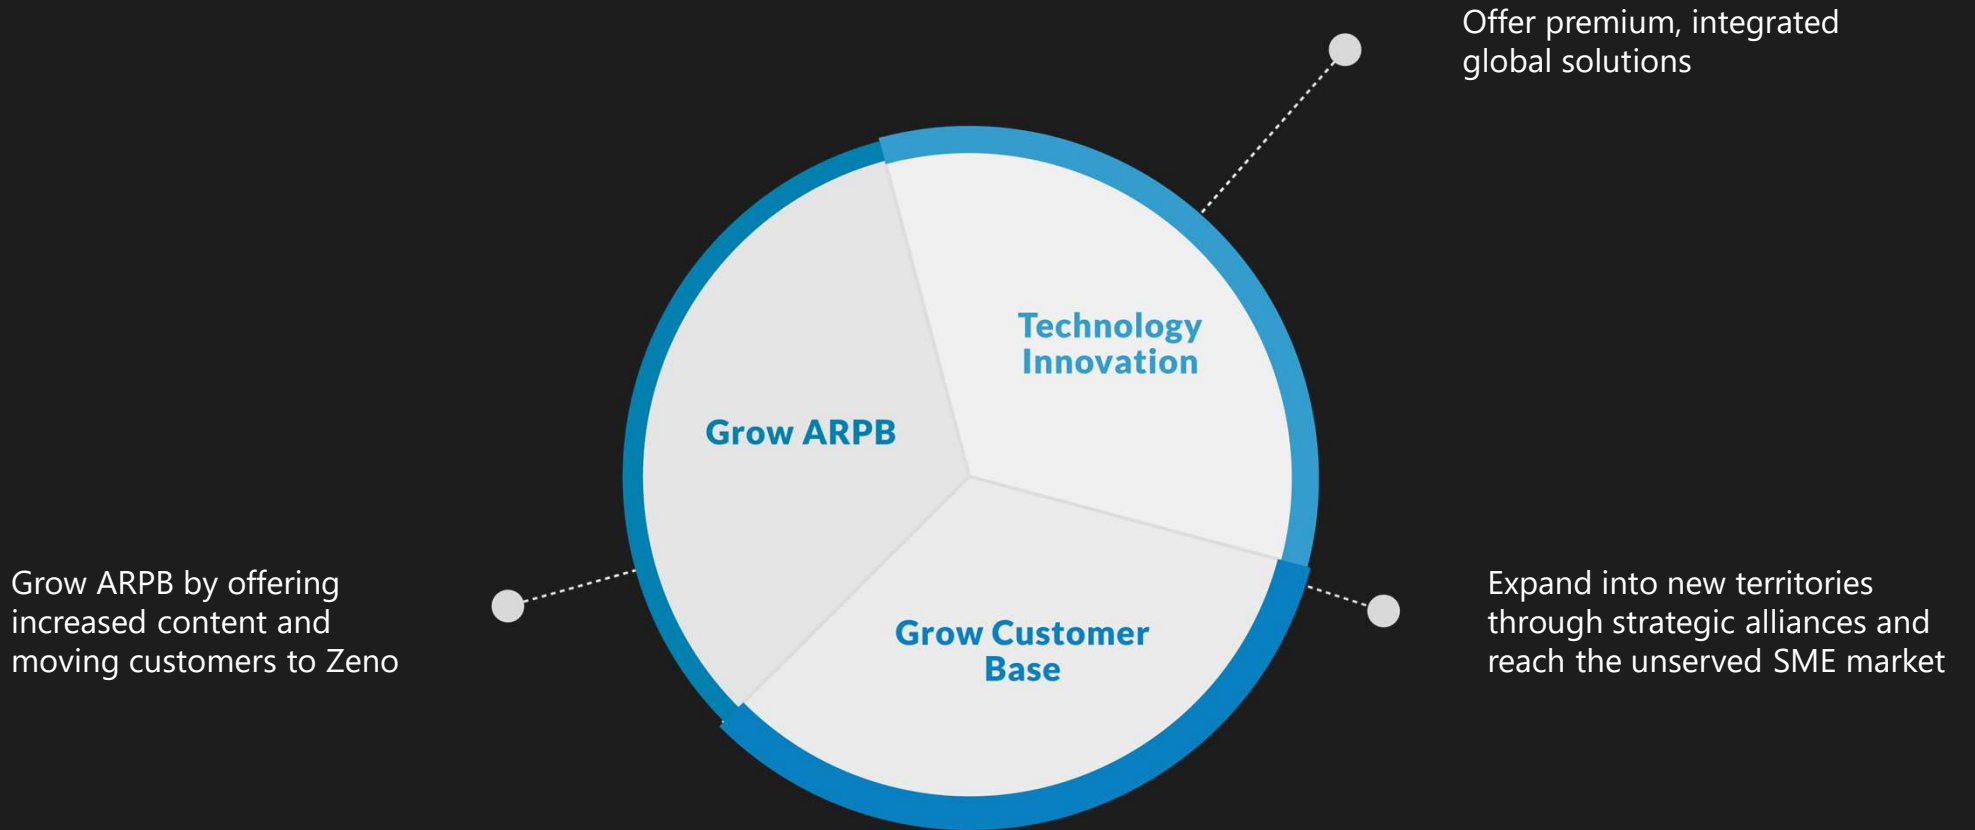 Offer premium, integrated
global solutions
Technology
Innovation
Grow ARPB
Grow ARPB by offering
increased content and
moving customers to Zeno
Grow Customer
Base
Expand into new territories
through strategic alliances and
reach the unserved SME market